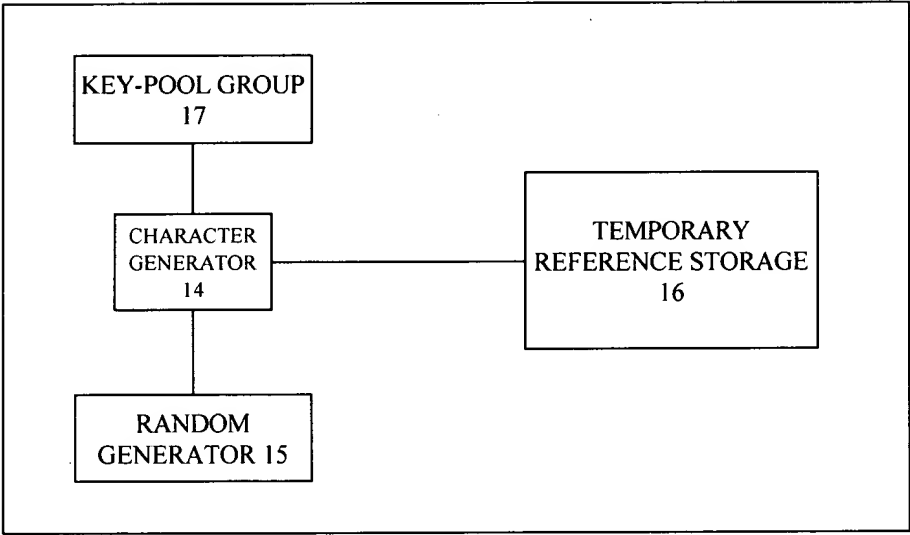 KEY-POOL GROUP
17
CHARACTER
GENERATOR
14
TEMPORARY
REFERENCE STORAGE
16
RANDOM
GENERATOR 15